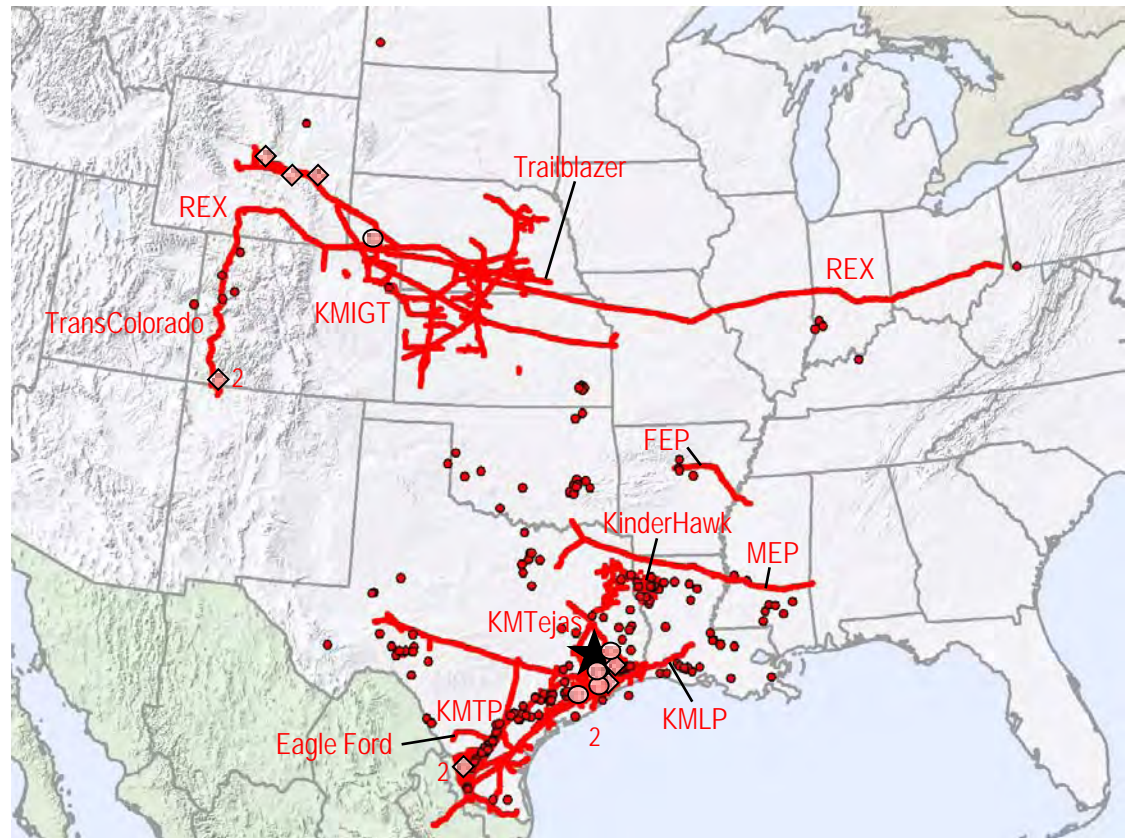 Trailblazer
REX
REX
KMIGT
TransColorado
2
FEP
KinderHawk
MEP
KMTejas
KMTP
KMLP
Eagle Ford
2
2